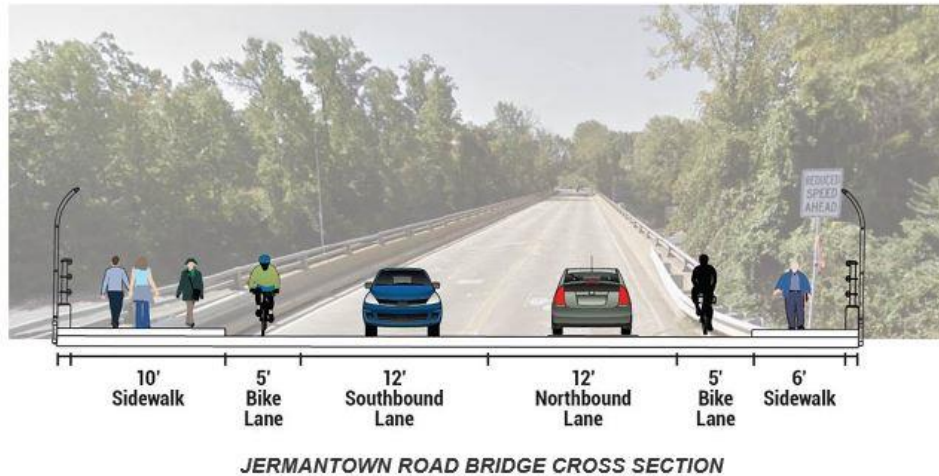 REDUCED
SPEED
AHEAD
10'
Sidewalk
5'
Bike
Lane
12'
Southbound
Lane
12'
Northbound
Lane
5'
Bike
Lane
6'
Sidewalk
JERMANTOWN ROAD BRIDGE CROSS SECTION